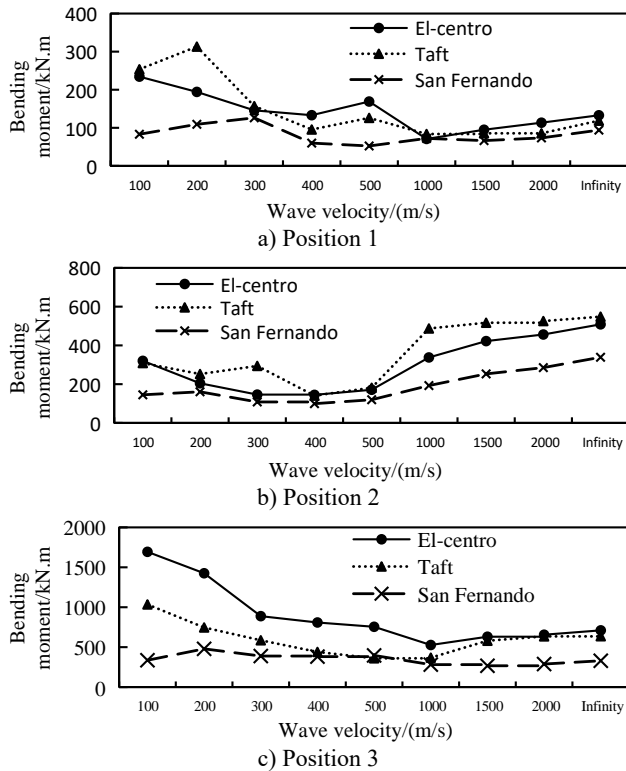 400
300
200
100
0
Bending
moment/kN.m
El-centro
Taft
San Fernando
100 200 300 400 500 1000 1500 2000 Infinity
Wave velocity/(m/s)
a) Position 1
800
600
400
200
0
Bending
moment/kN.m
El-centro
Taft
San Fernando
100 200 300 400 500 1000 1500 2000 Infinity
Wave velocity/(m/s)
b) Position 2
2000
1500
1000
500
0
Bending
moment/kN.m
El-centro
Taft
San Fernando
100 200 300 400 500 1000 1500 2000 Infinity
Wave velocity/(m/s)
c) Position 3